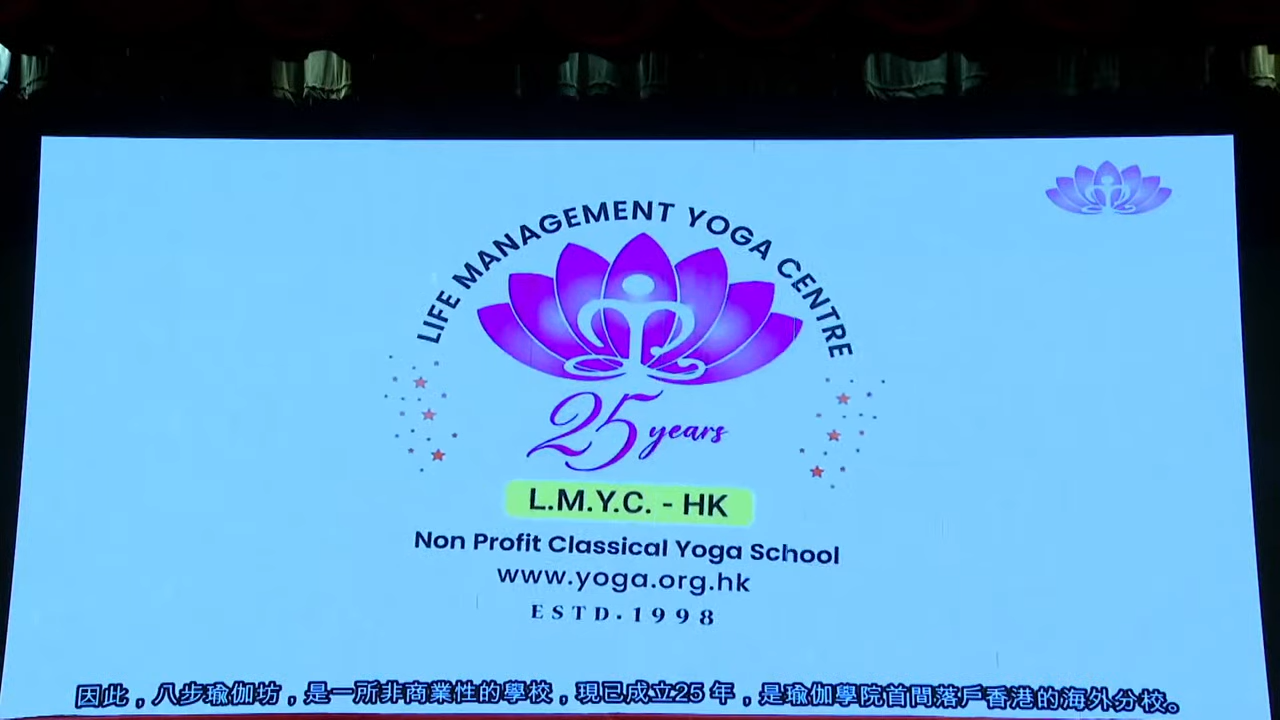 LIFE MANAGEMENT YOGA CENTRE
25 years
L.M.Y.C. - HK
Non Profit Classical Yoga School
www.yoga.org.hk
ESTD.1998
因此，八步瑜伽坊，是一所非商業性的學校，現已成立25 年，是瑜伽學院首間落戶香港的海外分校。